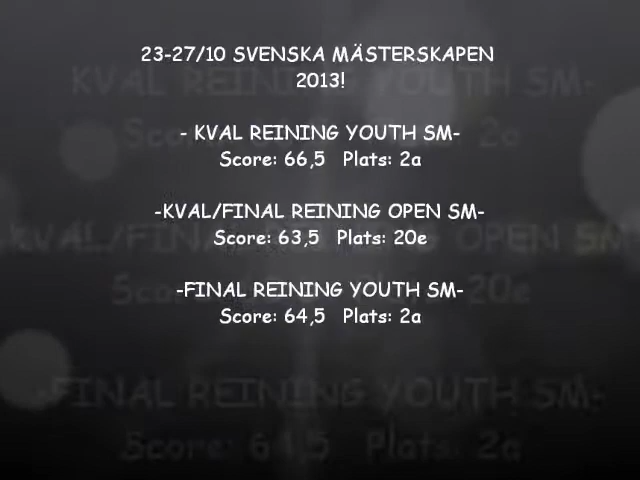 23-27/10 SVENSKA MÄSTERSKAPEN
2013!
- KVAL REINING YOUTH SM-
Score: 66,5 Plats: 2a
-KVAL/FINAL REINING OPEN SM-
Score: 63,5 Plats: 20e
-FINAL REINING YOUTH SM-
Score: 64,5 Plats: 2a